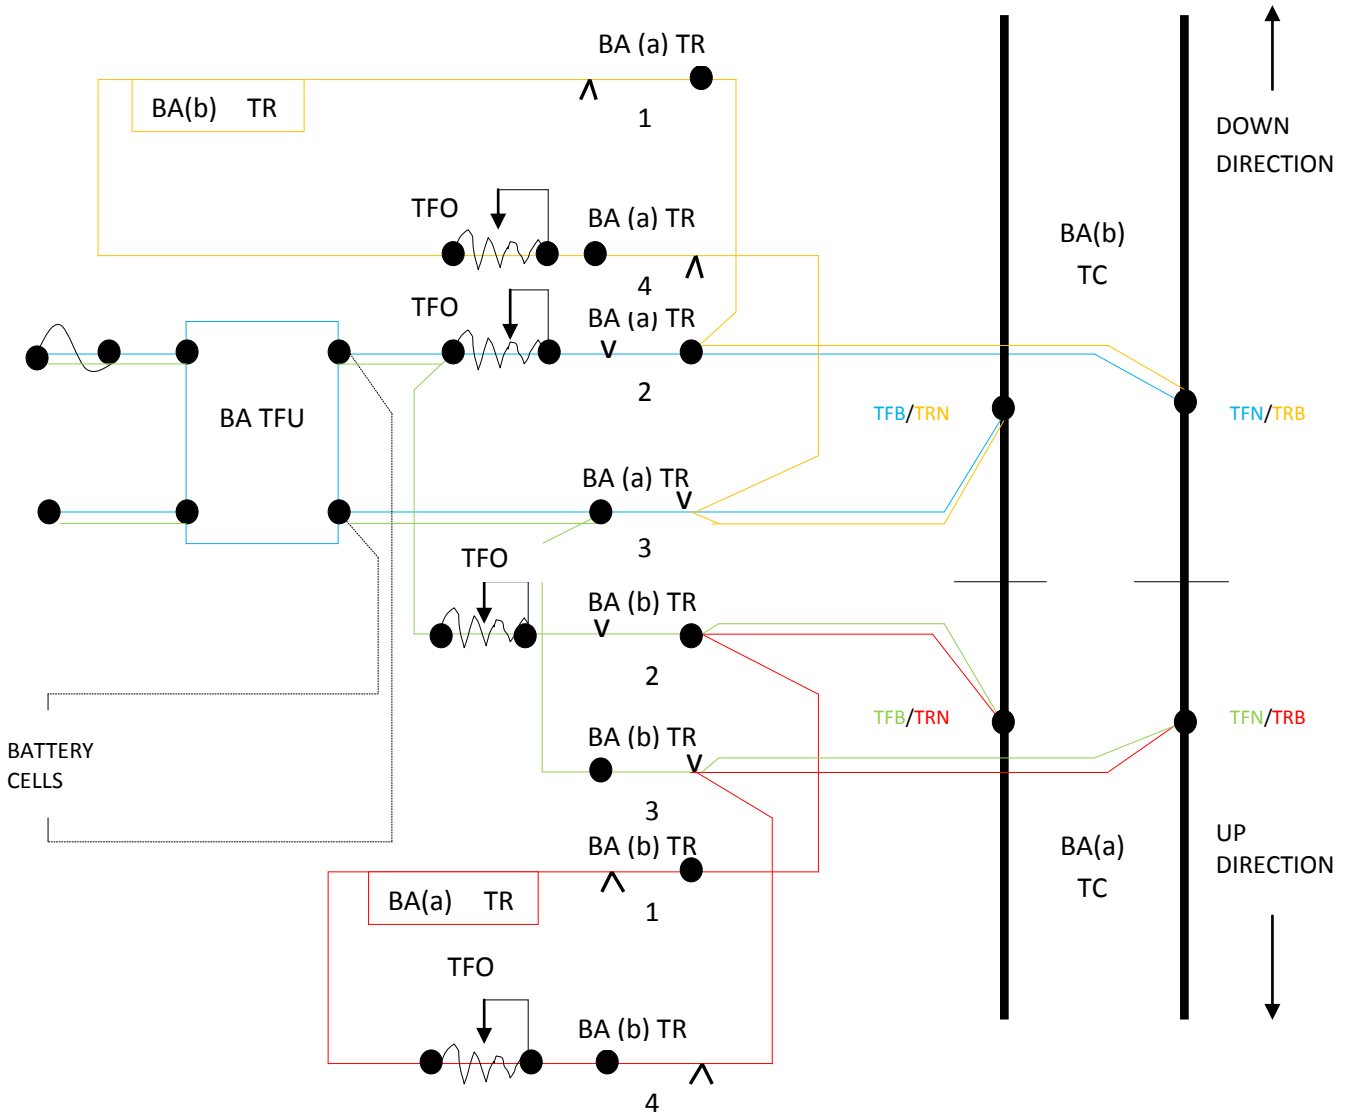 BA (a) TR
BA(b) TR
1
DOWN
DIRECTION
TFO
BA (a) TR
BA(b)
TC
4
TFO
BA (a) TR
2
BA TFU
TFB/TRN
TFN/TRB
BA (a) TR
3
TFO
BA (b) TR
2
TFB/TRN
TFN/TRB
BATTERY
CELLS
BA (b) TR
3
BA (b) TR
BA(a)
TC
UP
DIRECTION
BA(a) TR
1
TFO
BA (b) TR
4